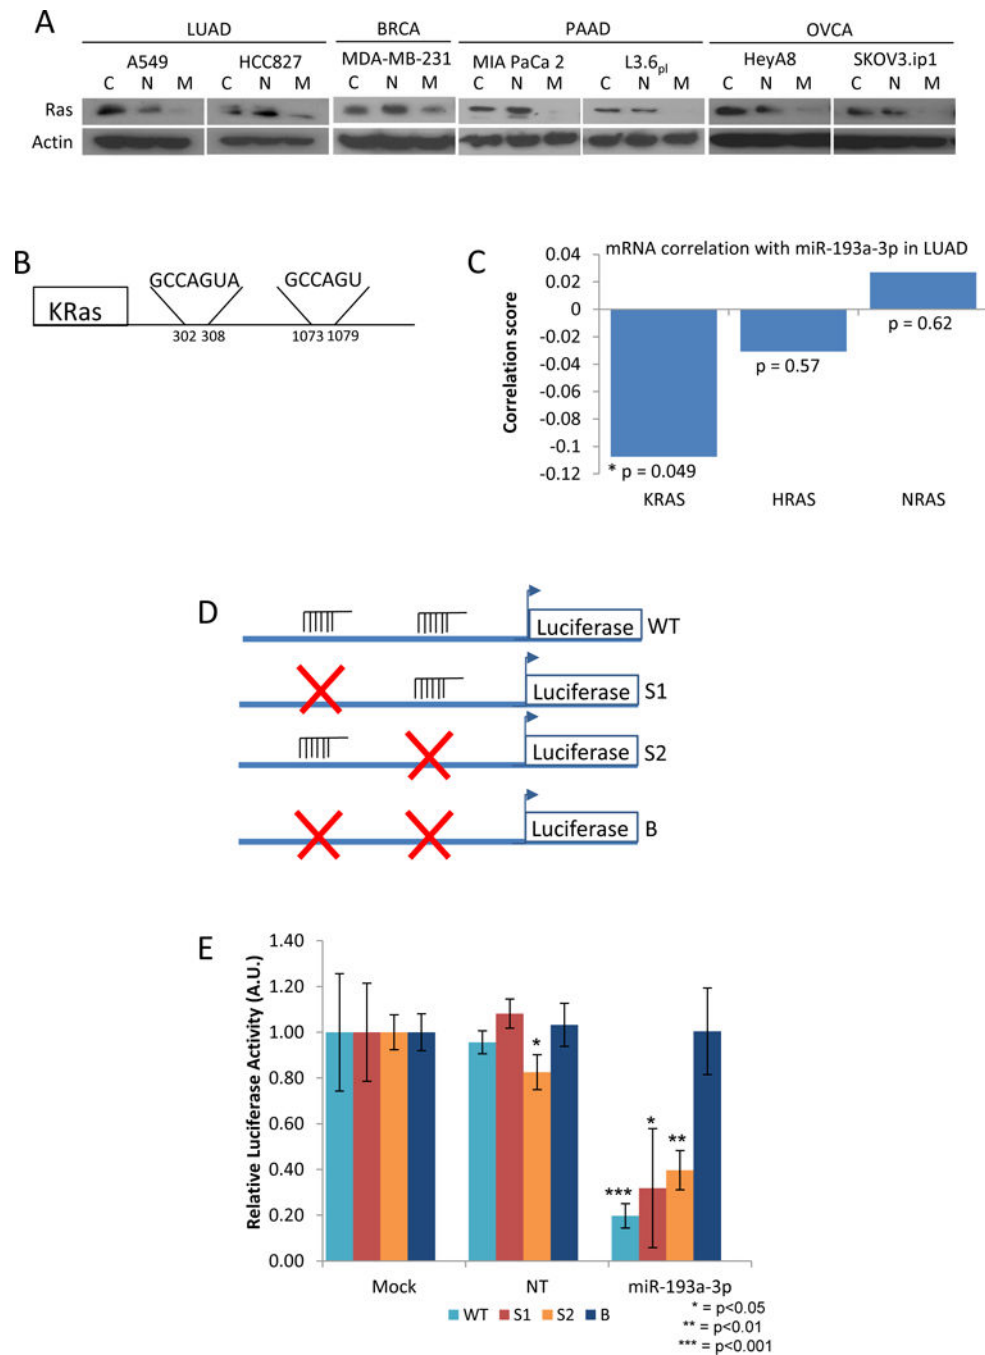 A
LUAD BRCA PAAD OVCA
A549 HCC827 MDA-MB-231 MIA PaCa 2 L3.6pl HeyA8 SKOV3.ip1
C N M C N M C N M C N M C N M C N M C N M
Ras
Actin
B
GCCAGUA GCCAGU
KRas
302 308 1073 1079
C
mRNA correlation with miR-193a-3p in LUAD
Correlation score
0.04
0.02
0
-0.02
-0.04
-0.06
-0.08
-0.1
-0.12
* p = 0.049
p = 0.57
p = 0.62
KRAS HRAS NRAS
D
Luciferase WT
Luciferase S1
Luciferase S2
Luciferase B
E
Relative Luciferase Activity (A.U.)
1.40
1.20
1.00
0.80
0.60
0.40
0.20
0.00
*
***
*
**
Mock NT miR-193a-3p
WT S1 S2 B
* = p<0.05
** = p<0.01
*** = p<0.001